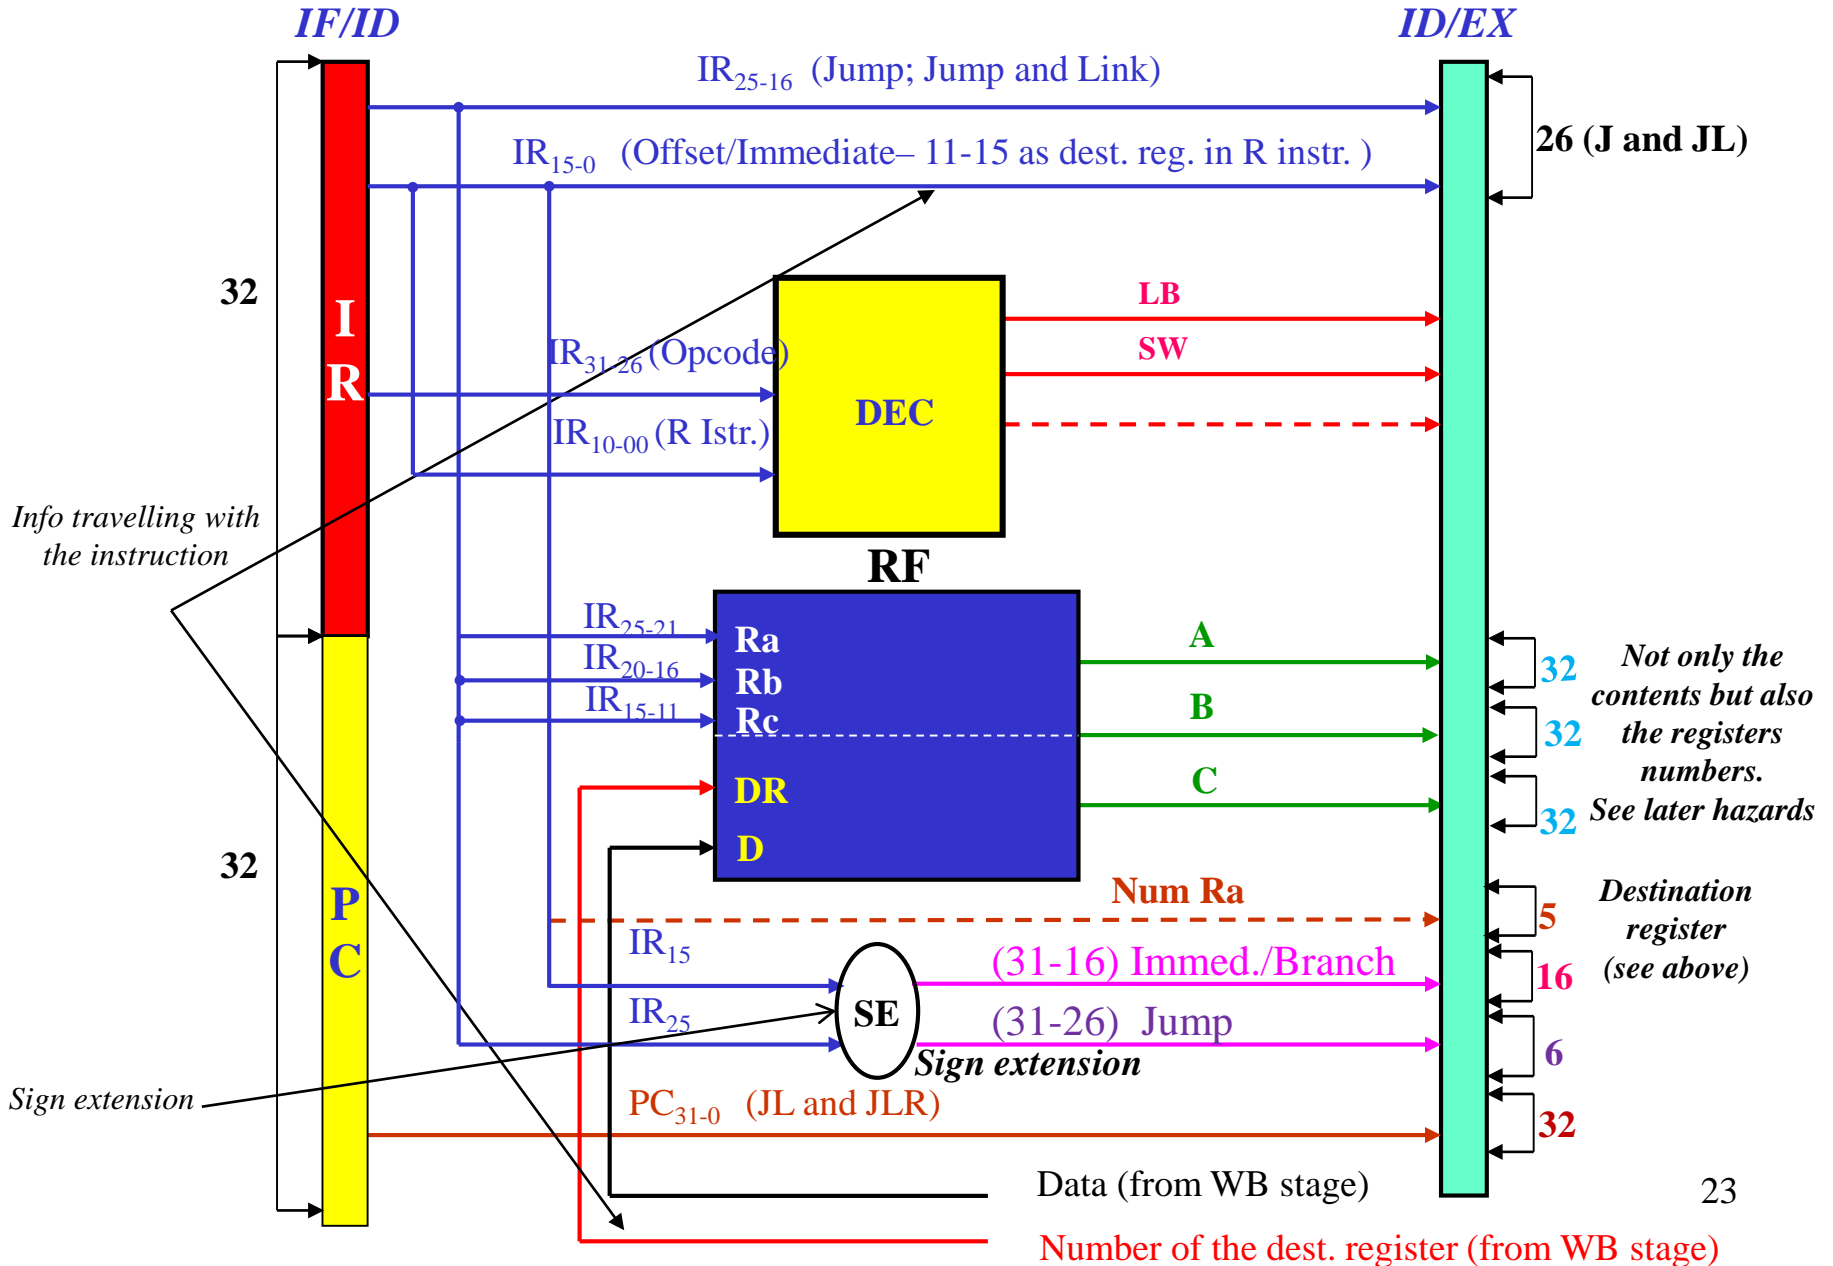 IF/ID
ID/EX
IR25-16 (Jump; Jump and Link)
IR15-0 (Offset/Immediate– 11-15 as dest. reg. in R instr. )
26 (J and JL)
32
I
R
LB
SW
IR31-26 (Opcode)
DEC
IR10-00 (R Istr.)
Info travelling with
the instruction
RF
IR25-21
Ra
IR20-16
Rb
IR15-11
Rc
DR
D
A
B
C
32
32
32
Not only the
contents but also
the registers
numbers.
See later hazards
32
P
C
Num Ra
5
Destination
register
(see above)
IR15
(31-16) Immed./Branch
16
SE
IR25
(31-26) Jump
6
Sign extension
Sign extension
PC31-0 (JL and JLR)
32
Data (from WB stage)
23
Number of the dest. register (from WB stage)